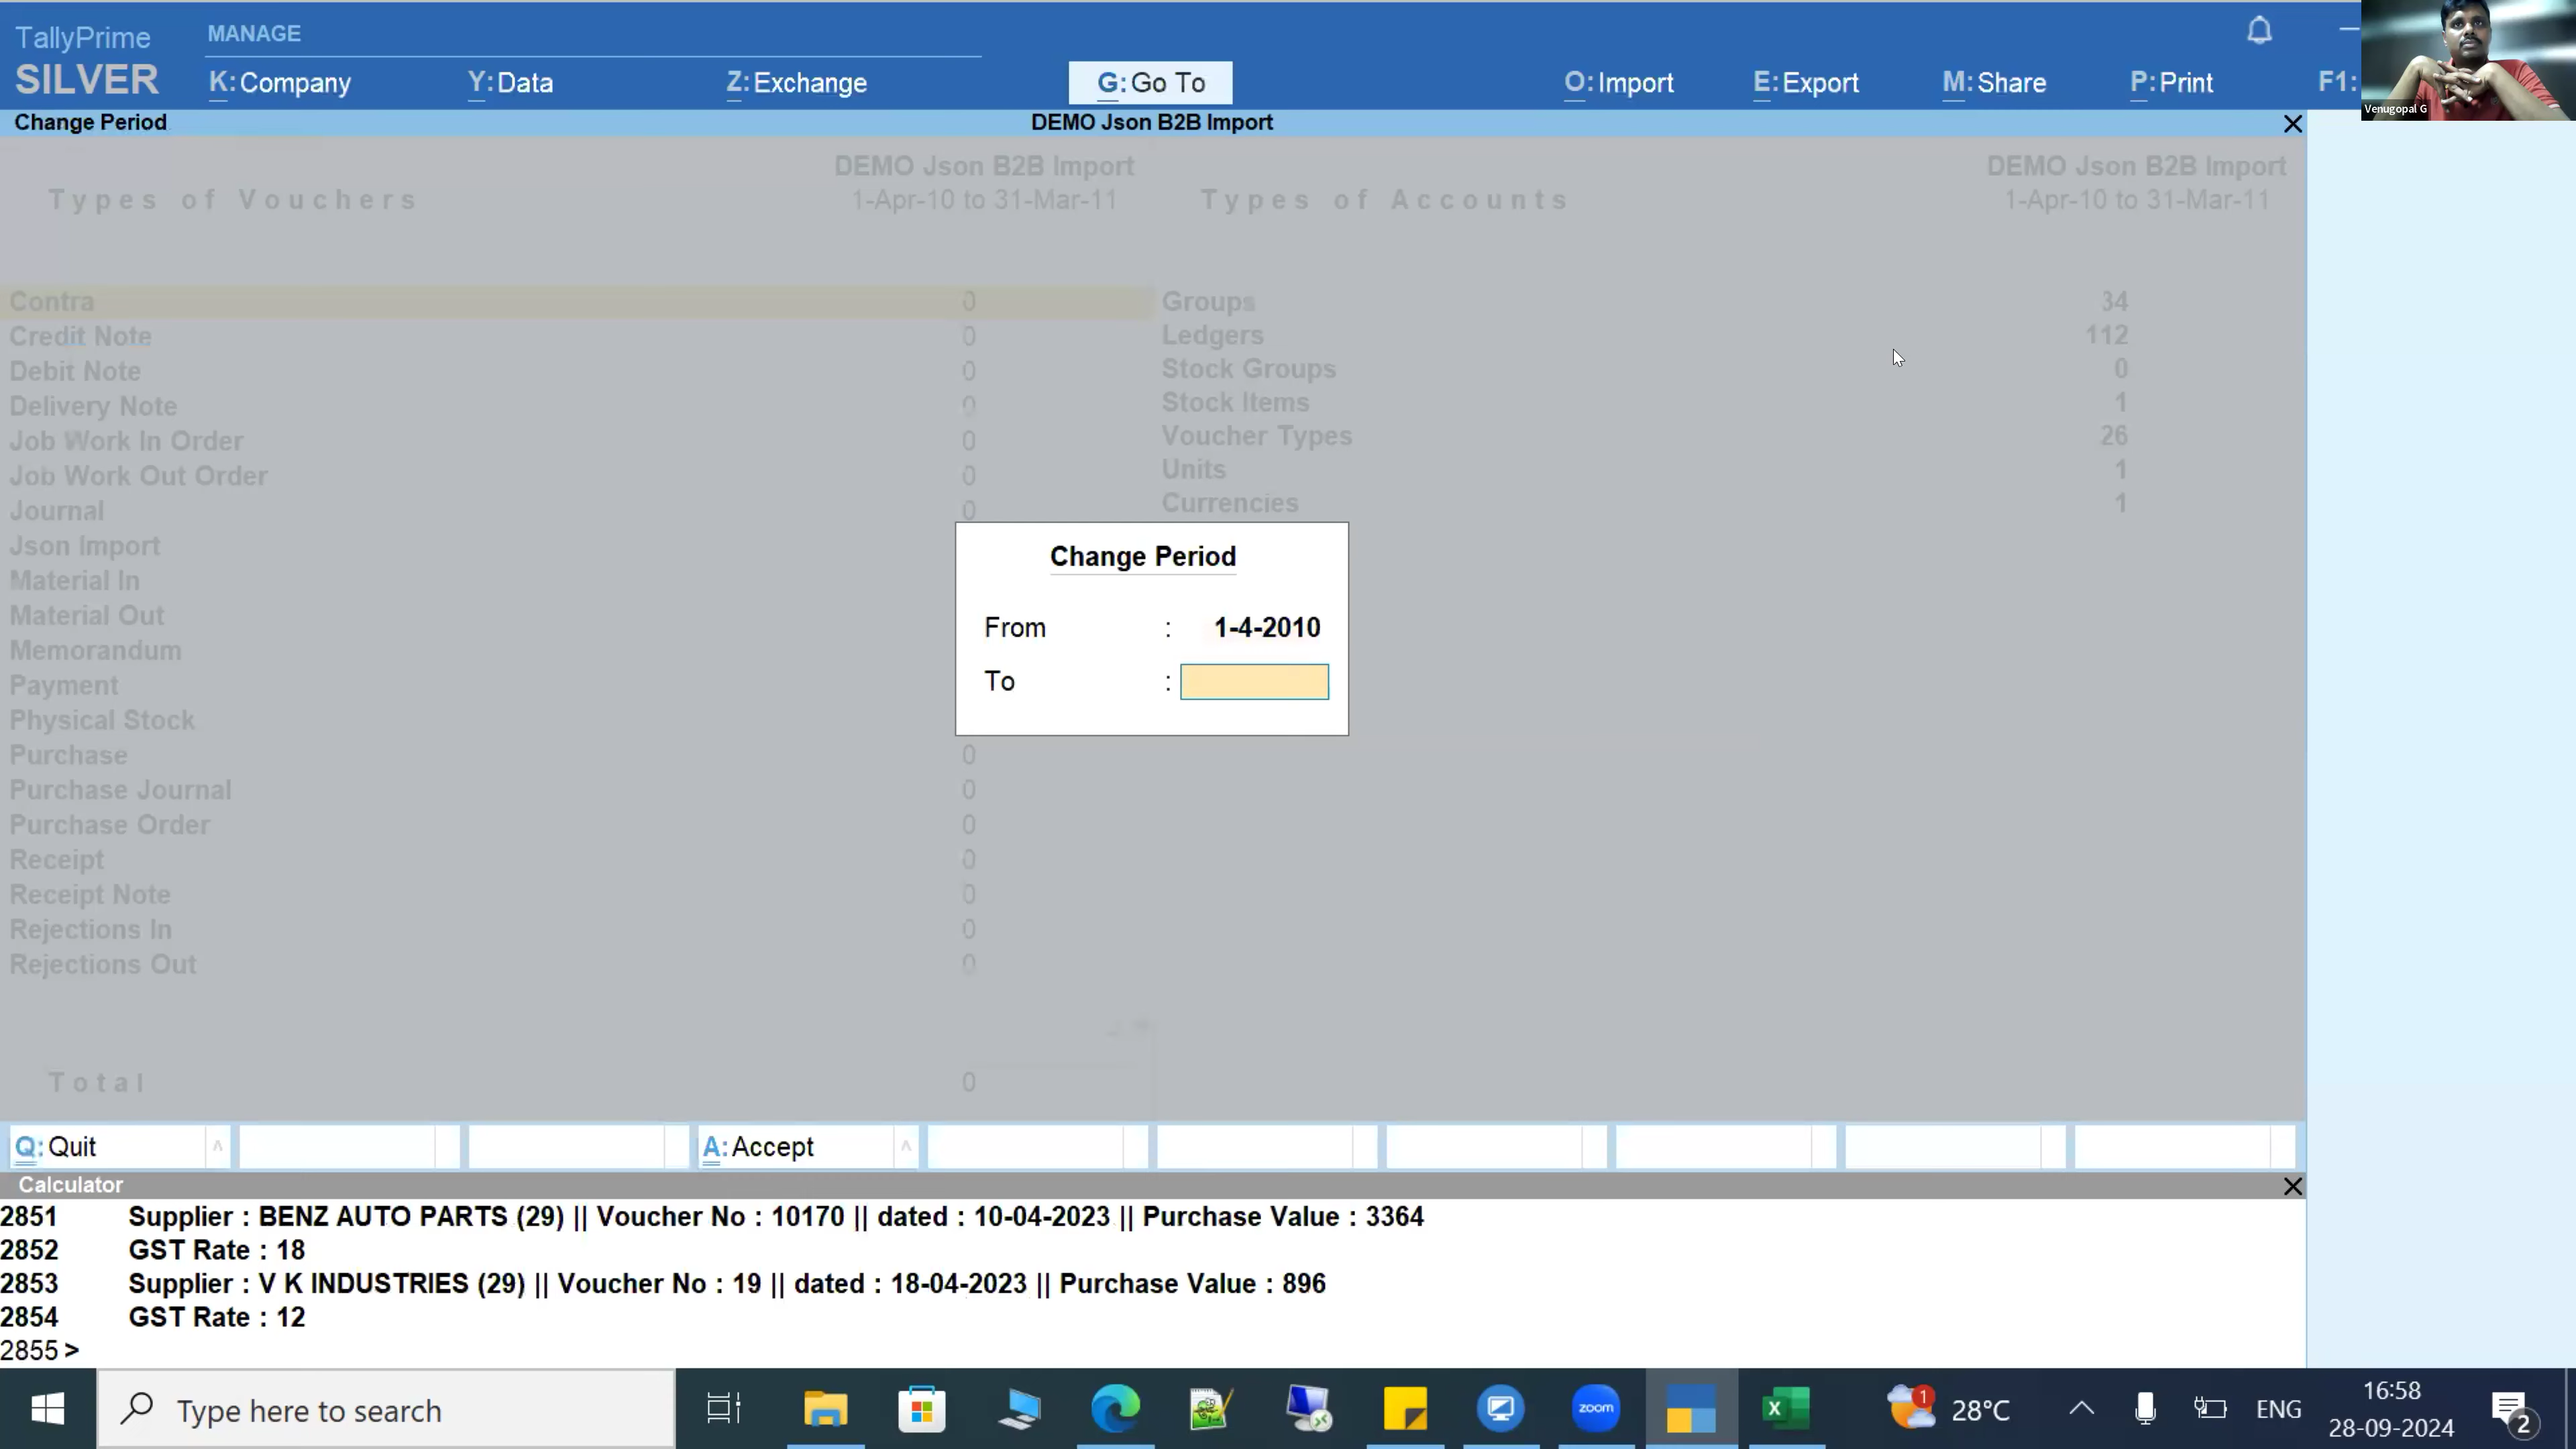 TallyPrime
SILVER
MANAGE
K: Company
Y: Data
Z: Exchange
G: Go To
O: Import
E: Export
M: Share
P: Print
F1:
Venugopal G
Change Period
DEMO Json B2B Import
Types of Vouchers
DEMO Json B2B Import
1-Apr-10 to 31-Mar-11
Types of Accounts
DEMO Json B2B Import
1-Apr-10 to 31-Mar-11
Contra 0
Credit Note 0
Debit Note 0
Delivery Note 0
Job Work In Order 0
Job Work Out Order 0
Journal 0
Json Import
Material In
Material Out
Memorandum
Payment
Physical Stock
Purchase 0
Purchase Journal 0
Purchase Order 0
Receipt 0
Receipt Note 0
Rejections In 0
Rejections Out 0
Total 0
Groups 34
Ledgers 112
Stock Groups 0
Stock Items 1
Voucher Types 26
Units 1
Currencies 1
Change Period
From : 1-4-2010
To :
Q: Quit
A: Accept
Calculator
2851 Supplier : BENZ AUTO PARTS (29) || Voucher No : 10170 || dated : 10-04-2023 || Purchase Value : 3364
2852 GST Rate : 18
2853 Supplier : V K INDUSTRIES (29) || Voucher No : 19 || dated : 18-04-2023 || Purchase Value : 896
2854 GST Rate : 12
2855 >
Type here to search
zoom
1
28°C
ENG
16:58
28-09-2024
2